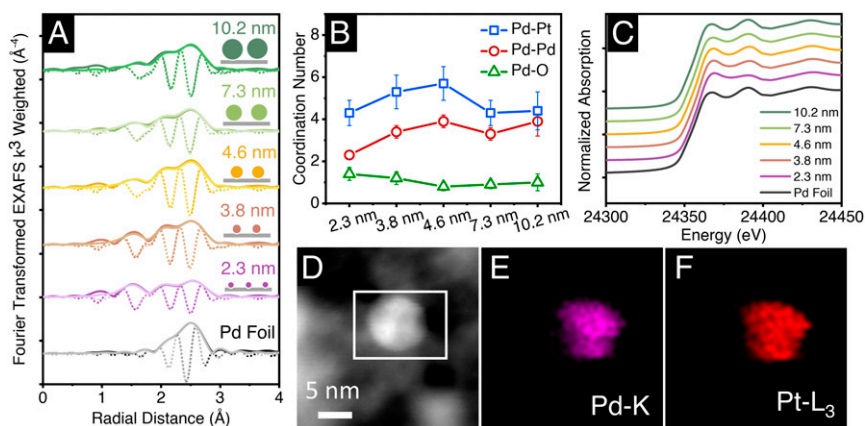 A
Fourier Transformed EXAFS k³ Weighted (Å⁻⁴)
10.2 nm
7.3 nm
4.6 nm
3.8 nm
2.3 nm
Pd Foil
0 1 2 3 4
Radial Distance (Å)
B
Coordination Number
8
6
4
2
0
Pd-Pt
Pd-Pd
Pd-O
2.3 nm 3.8 nm 4.6 nm 7.3 nm 10.2 nm
C
Normalized Absorption
10.2 nm
7.3 nm
4.6 nm
3.8 nm
2.3 nm
Pd Foil
24300 24350 24400 24450
Energy (eV)
D
5 nm
E
Pd-K
F
Pt-L₃